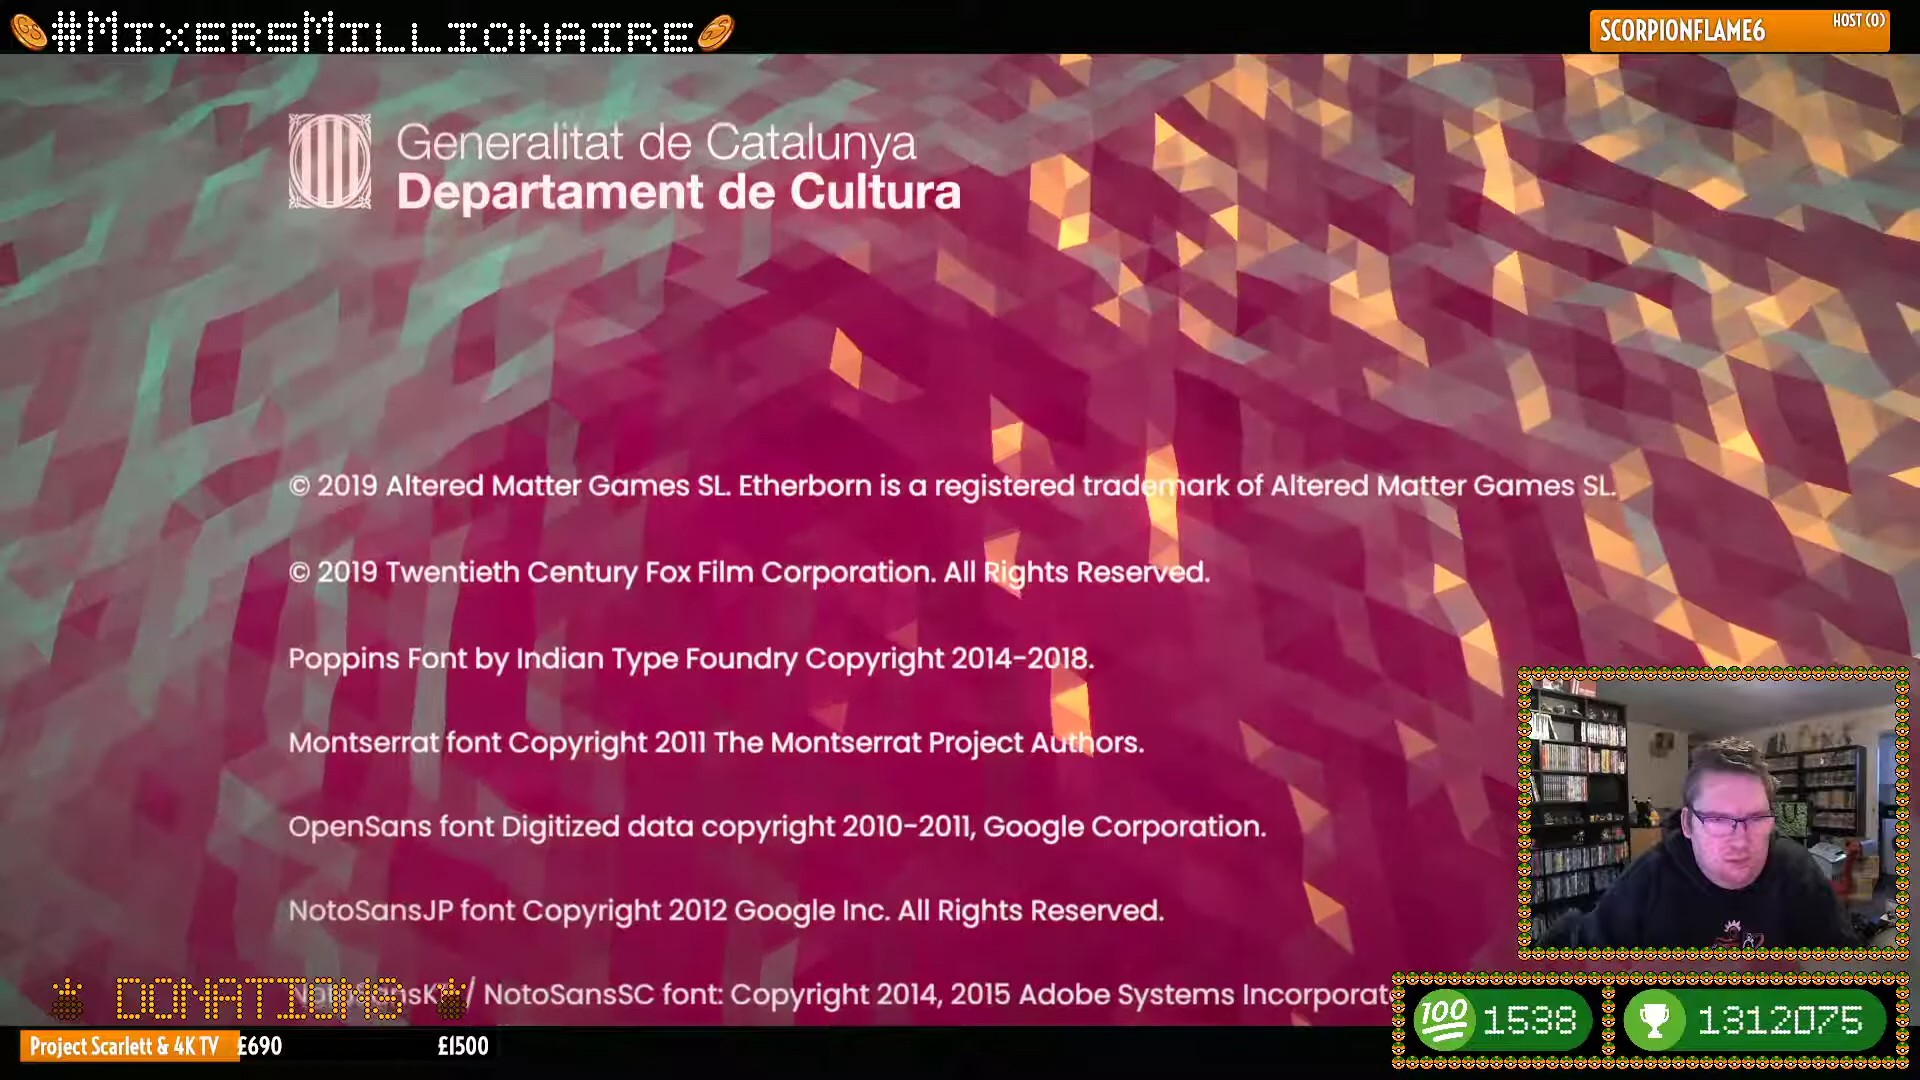 #MixersMillionaire
SCORPIONFLAME6
HOST (0)
Generalitat de Catalunya
Departament de Cultura
© 2019 Altered Matter Games SL. Etherborn is a registered trademark of Altered Matter Games SL.
© 2019 Twentieth Century Fox Film Corporation. All Rights Reserved.
Poppins Font by Indian Type Foundry Copyright 2014-2018.
Montserrat font Copyright 2011 The Montserrat Project Authors.
OpenSans font Digitized data copyright 2010-2011, Google Corporation.
NotoSansJP font Copyright 2012 Google Inc. All Rights Reserved.
/ NotoSansSC font: Copyright 2014, 2015 Adobe Systems
DONATIONS
100 1538
1312075
Project Scarlett & 4K TV £690 £1500